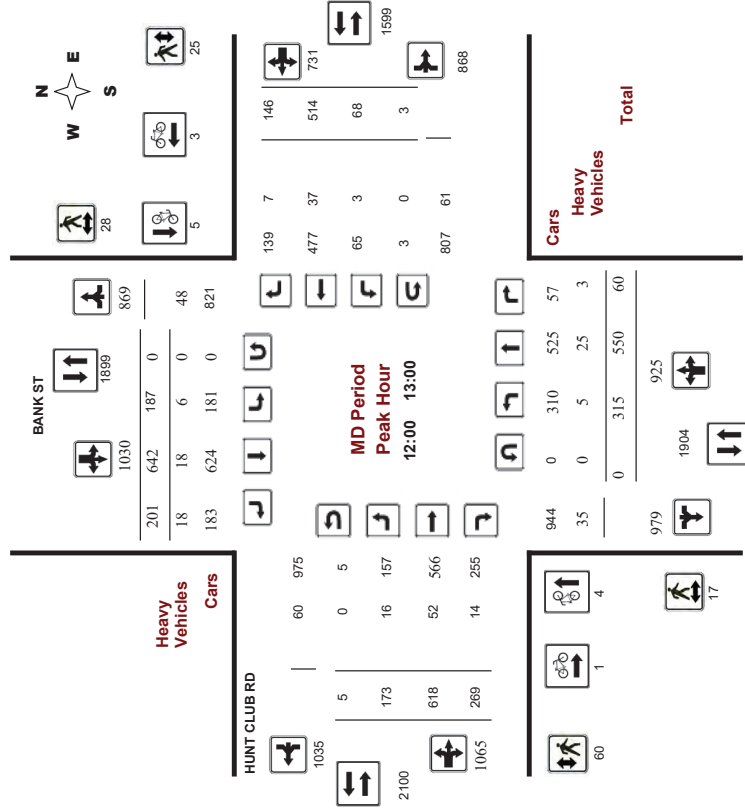 N
W E
S
25
3
28
5
BANK ST
869
1899
1030
201 642 187 0
18 18 6 0 48
183 624 181 0 821
Heavy
Vehicles
Cars
1599
731
868
146
514
68
3
139 7
477 37
65 3
3 0
807 61
MD Period
Peak Hour
12:00 13:00
HUNT CLUB RD
60 975
5 0 5
173 16 157
618 52 566
269 14 255
1035
2100
1065
944 0 310 525 57 Cars
35 0 5 25 3 Heavy
Vehicles
0 315 550 60 Total
979 1904 925
60
1
4
17